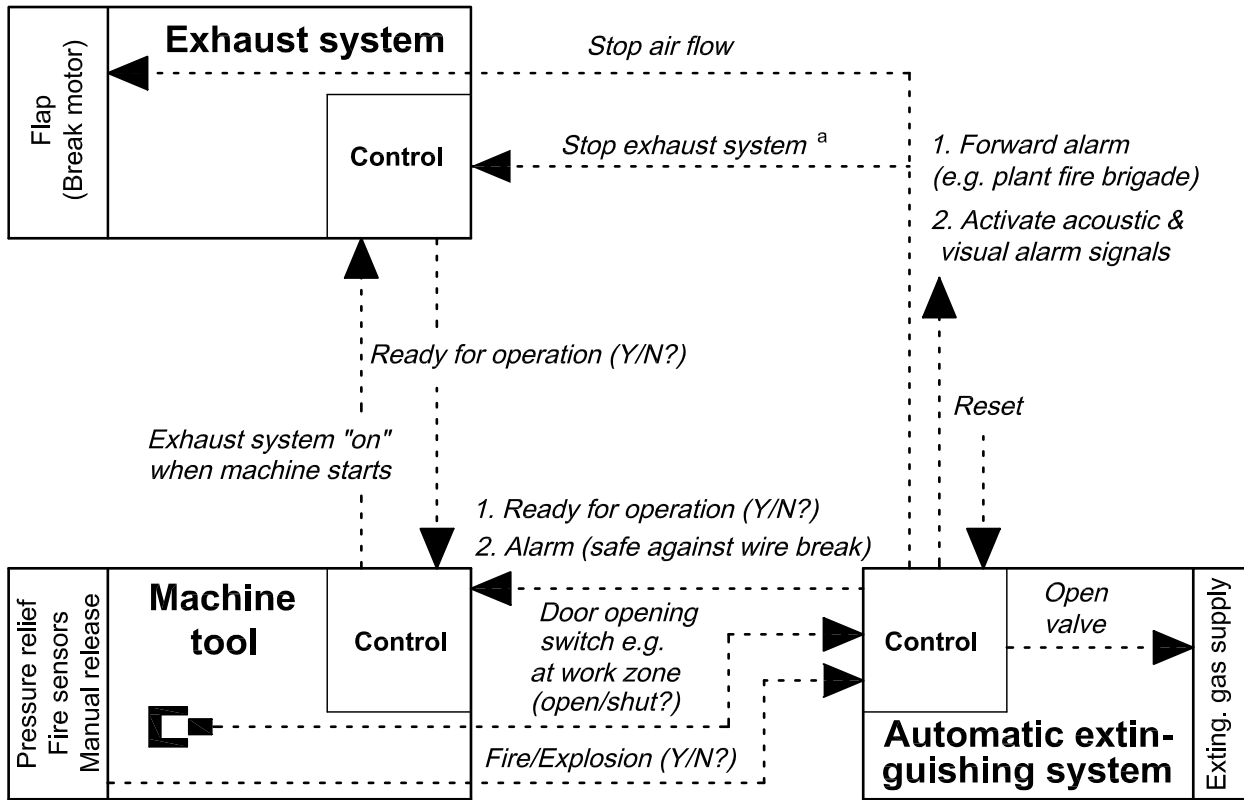 Exhaust system
Flap
(Break motor)
Control
Stop air flow
Stop exhaust system a
1. Forward alarm
(e.g. plant fire brigade)
2. Activate acoustic &
visual alarm signals
Ready for operation (Y/N?)
Exhaust system "on"
when machine starts
Reset
1. Ready for operation (Y/N?)
2. Alarm (safe against wire break)
Pressure relief
Fire sensors
Manual release
Machine
tool
Control
Door opening
switch e.g.
at work zone
(open/shut?)
Fire/Explosion (Y/N?)
Control
Open
valve
Automatic extin-
guishing system
Exting. gas supply